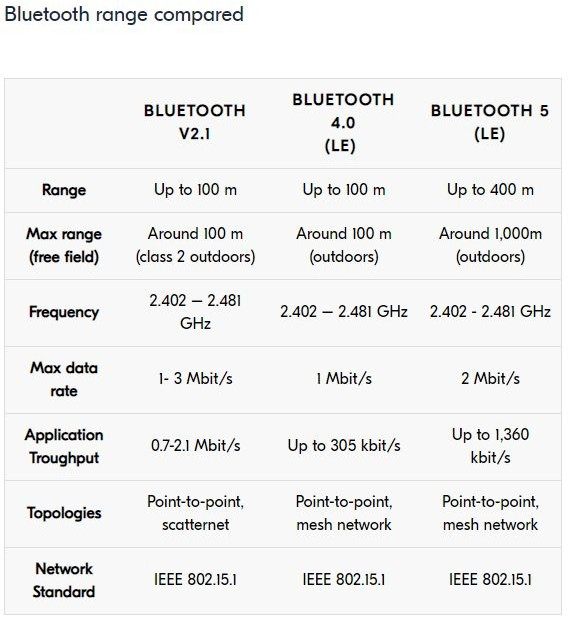 Bluetooth range compared
BLUETOOTH
V2.1
BLUETOOTH
4.0
(LE)
BLUETOOTH 5
(LE)
Range
Up to 100 m
Up to 100 m
Up to 400 m
Max range
(free field)
Around 100 m
(class 2 outdoors)
Around 100 m
(outdoors)
Around 1,000m
(outdoors)
Frequency
2.402 – 2.481
GHz
2.402 – 2.481 GHz
2.402 - 2.481 GHz
Max data
rate
1- 3 Mbit/s
1 Mbit/s
2 Mbit/s
Application
Troughput
0.7-2.1 Mbit/s
Up to 305 kbit/s
Up to 1,360
kbit/s
Topologies
Point-to-point,
scatternet
Point-to-point,
mesh network
Point-to-point,
mesh network
Network
Standard
IEEE 802.15.1
IEEE 802.15.1
IEEE 802.15.1